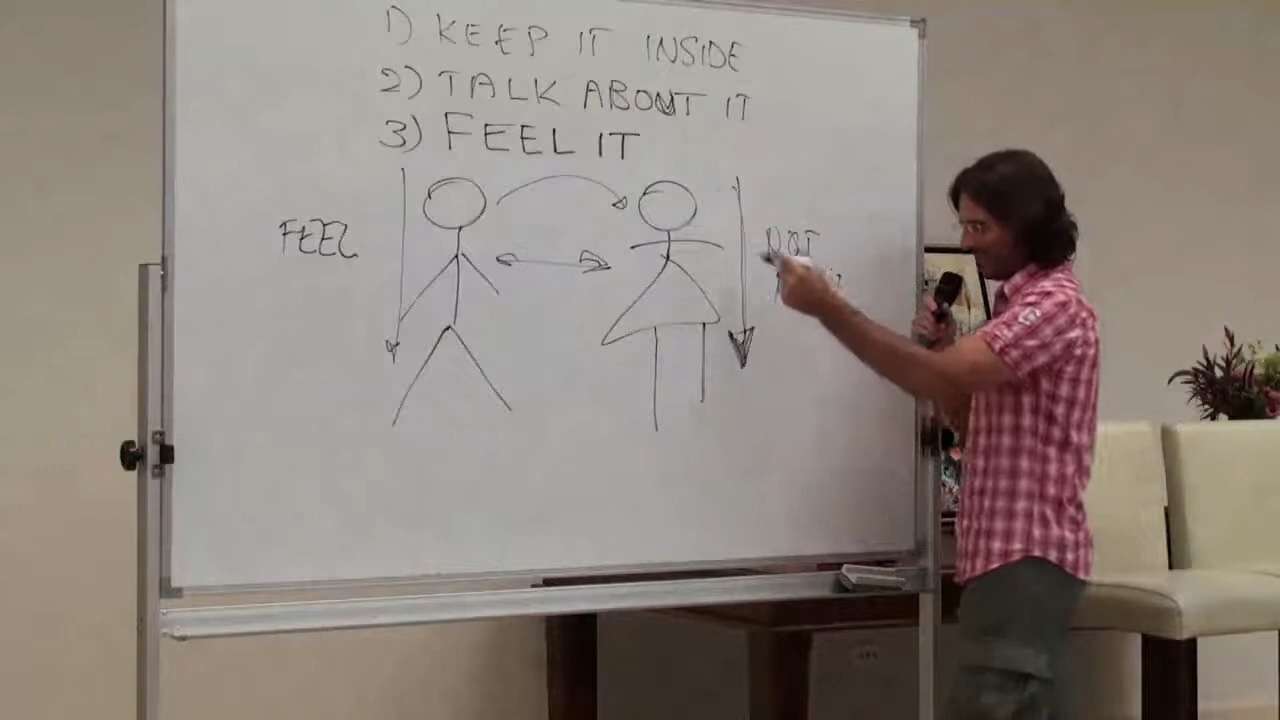 1) KEEP IT INSIDE
2) TALK ABOUT IT
3) FEEL IT
FEEL
NOT